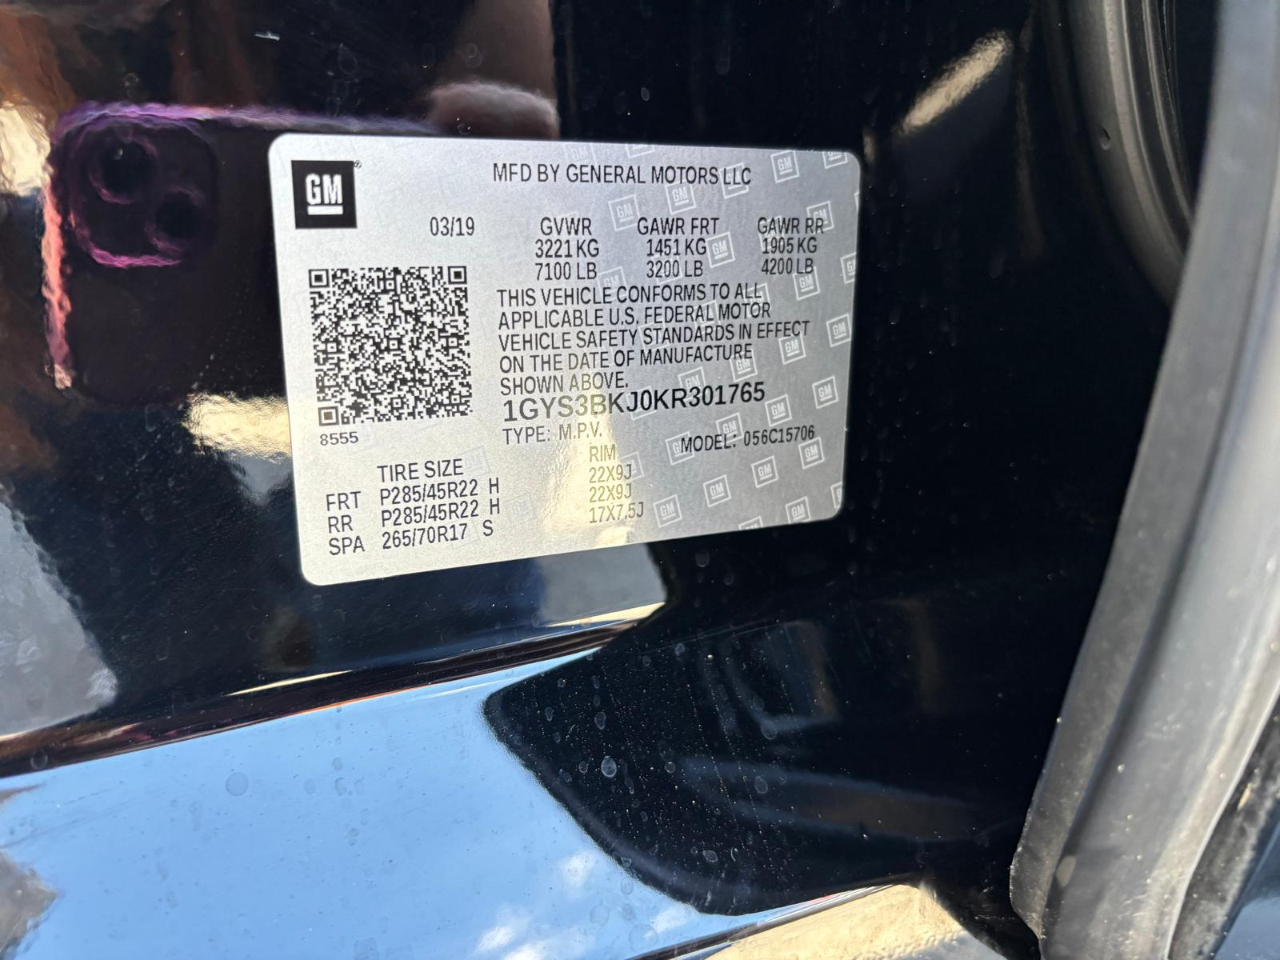 GM®
MFD BY GENERAL MOTORS LLC
03/19 GVWR GAWR FRT GAWR RR
3221 KG 1451 KG 1905 KG
7100 LB 3200 LB 4200 LB
THIS VEHICLE CONFORMS TO ALL
APPLICABLE U.S. FEDERAL MOTOR
VEHICLE SAFETY STANDARDS IN EFFECT
ON THE DATE OF MANUFACTURE
SHOWN ABOVE.
1GYS3BKJ0KR301765
8555
TYPE: M.P.V. MODEL: 056C15706
TIRE SIZE RIM
FRT P285/45R22 H 22X9J
RR P285/45R22 H 22X9J
SPA 265/70R17 S 17X7.5J